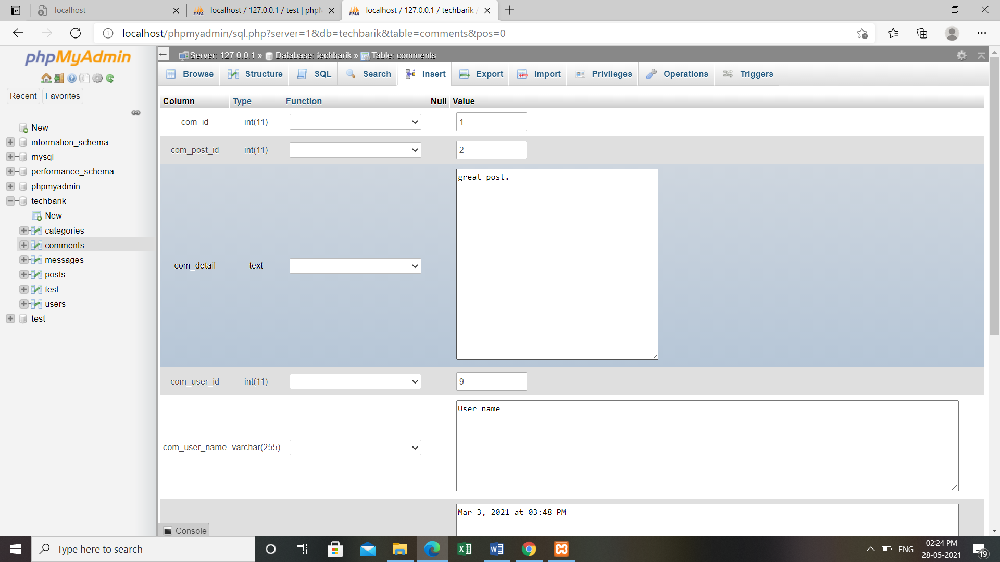 localhost
localhost / 127.0.0.1 / test | phpM
localhost / 127.0.0.1 / techbarik /
localhost/phpmyadmin/sql.php?server=1&db=techbarik&table=comments&pos=0
phpMyAdmin
Recent
Favorites
New
information_schema
mysql
performance_schema
phpmyadmin
techbarik
New
categories
comments
messages
posts
test
users
test
Server: 127.0.0.1 » Database: techbarik » Table: comments
Browse Structure SQL Search Insert Export Import Privileges Operations Triggers
Column Type Function Null Value
com_id int(11) 1
com_post_id int(11) 2
great post.
com_detail text
com_user_id int(11) 9
User name
com_user_name varchar(255)
Mar 3, 2021 at 03:48 PM
Console
Type here to search
ENG
02:24 PM
28-05-2021
19